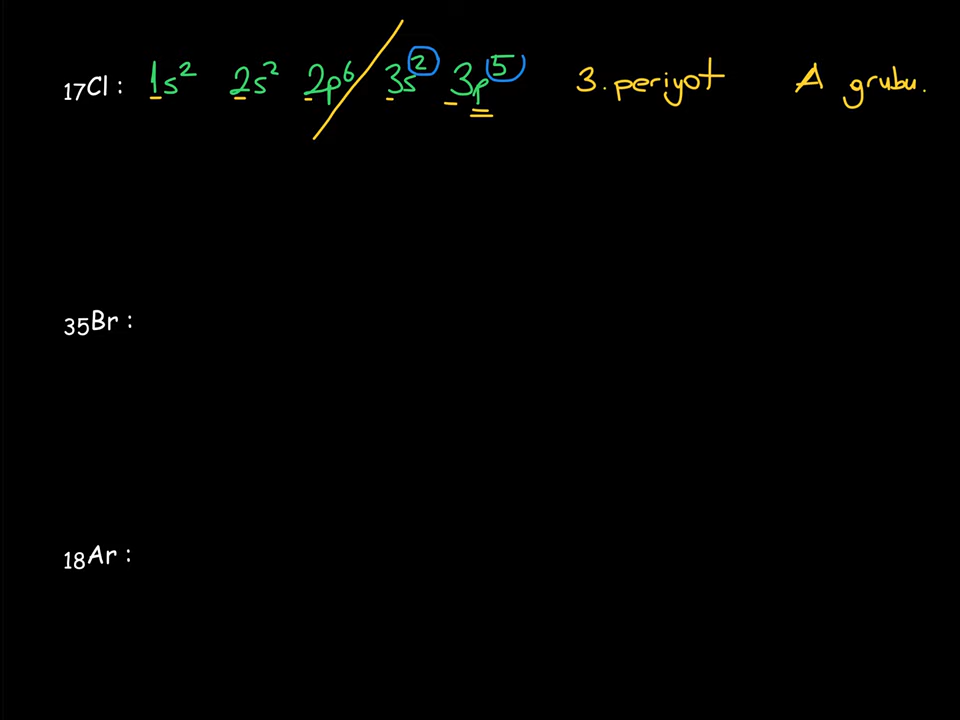 ₁₇Cl : 1s² 2s² 2p⁶ 3s² 3p⁵ 3. periyot A grubu.
₃₅Br :
₁₈Ar :